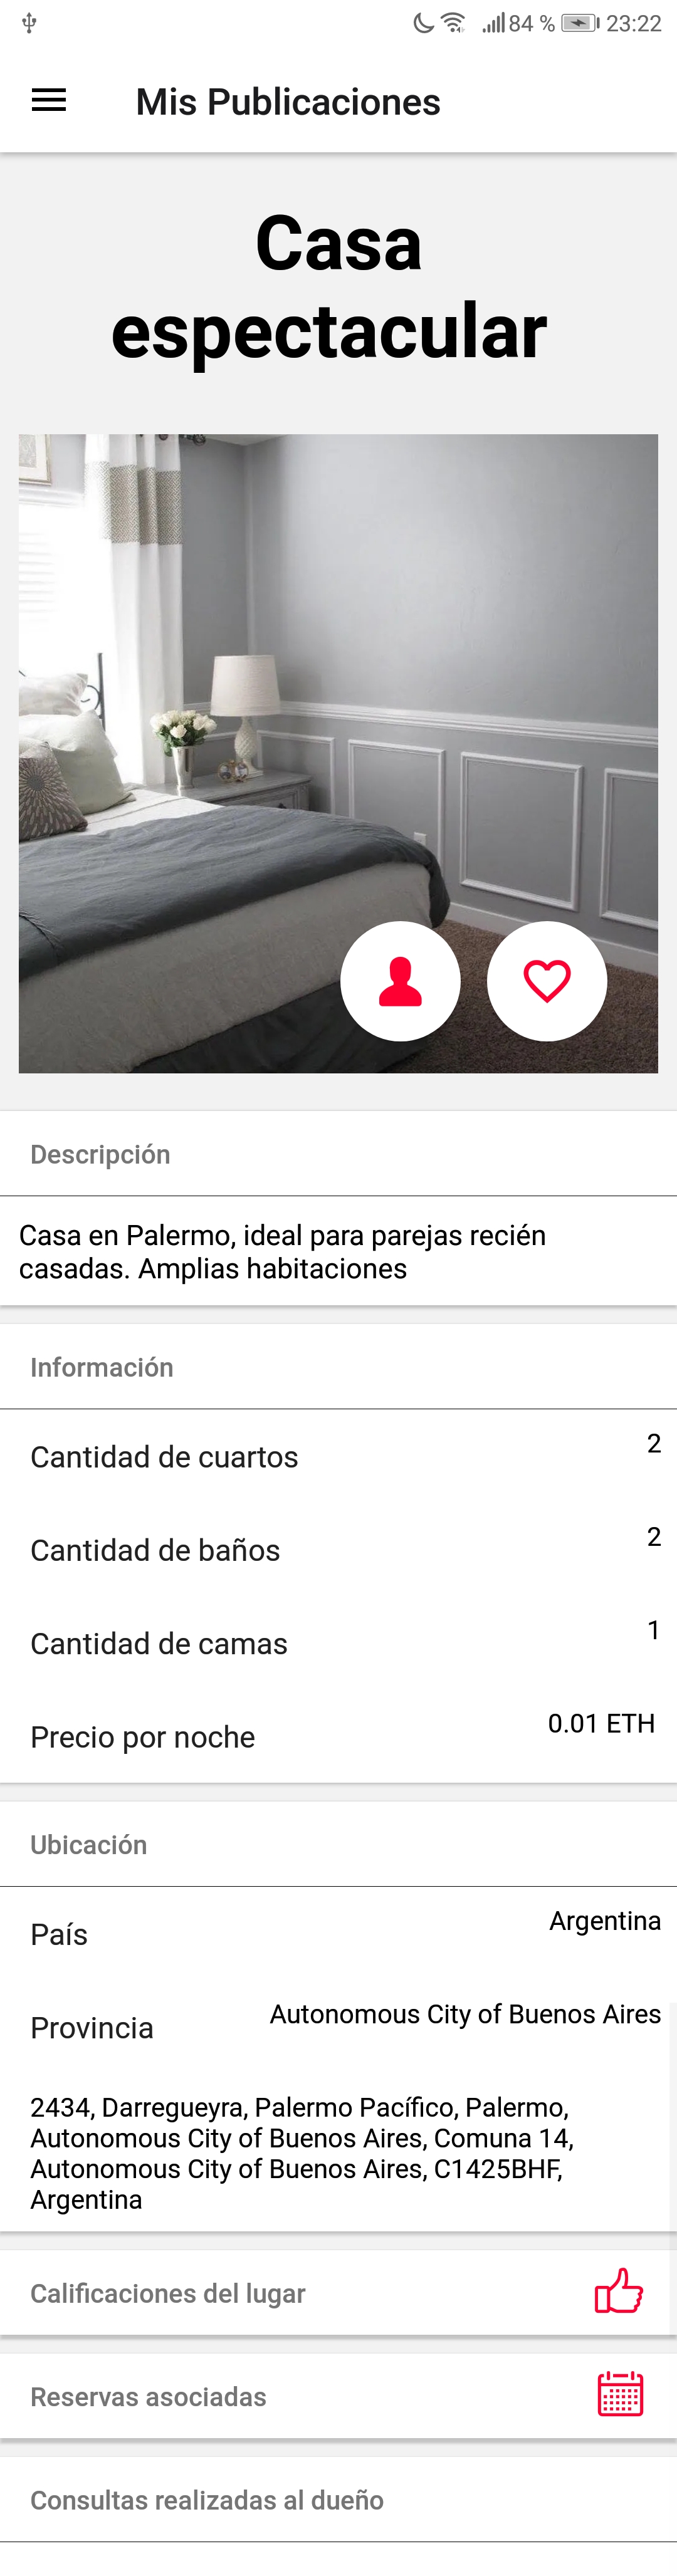 84 % 23:22
Mis Publicaciones
Casa
espectacular
Descripción
Casa en Palermo, ideal para parejas recién
casadas. Amplias habitaciones
Información
Cantidad de cuartos 2
Cantidad de baños 2
Cantidad de camas 1
Precio por noche 0.01 ETH
Ubicación
País Argentina
Provincia Autonomous City of Buenos Aires
2434, Darregueyra, Palermo Pacífico, Palermo,
Autonomous City of Buenos Aires, Comuna 14,
Autonomous City of Buenos Aires, C1425BHF,
Argentina
Calificaciones del lugar
Reservas asociadas
Consultas realizadas al dueño